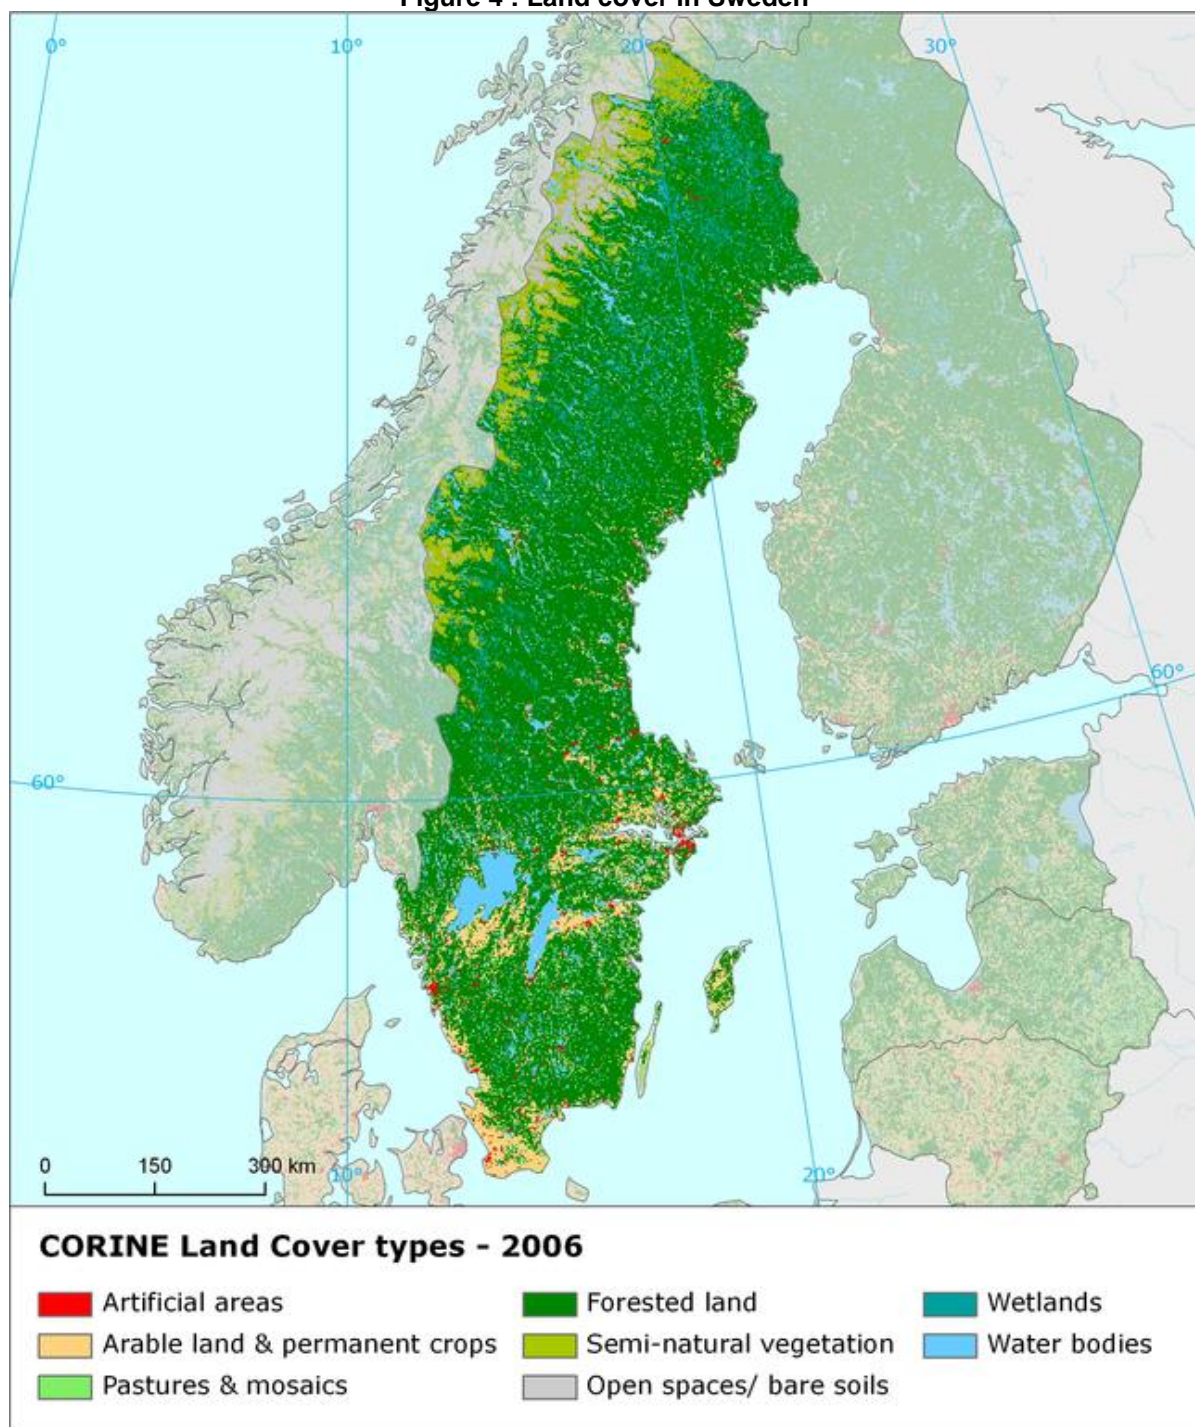 Figure 4 : Land cover in Sweden
0° 10° 20° 30°
60°
60°
0 150 300 km
10° 20°
CORINE Land Cover types - 2006
Artificial areas Forested land Wetlands
Arable land & permanent crops Semi-natural vegetation Water bodies
Pastures & mosaics Open spaces/ bare soils